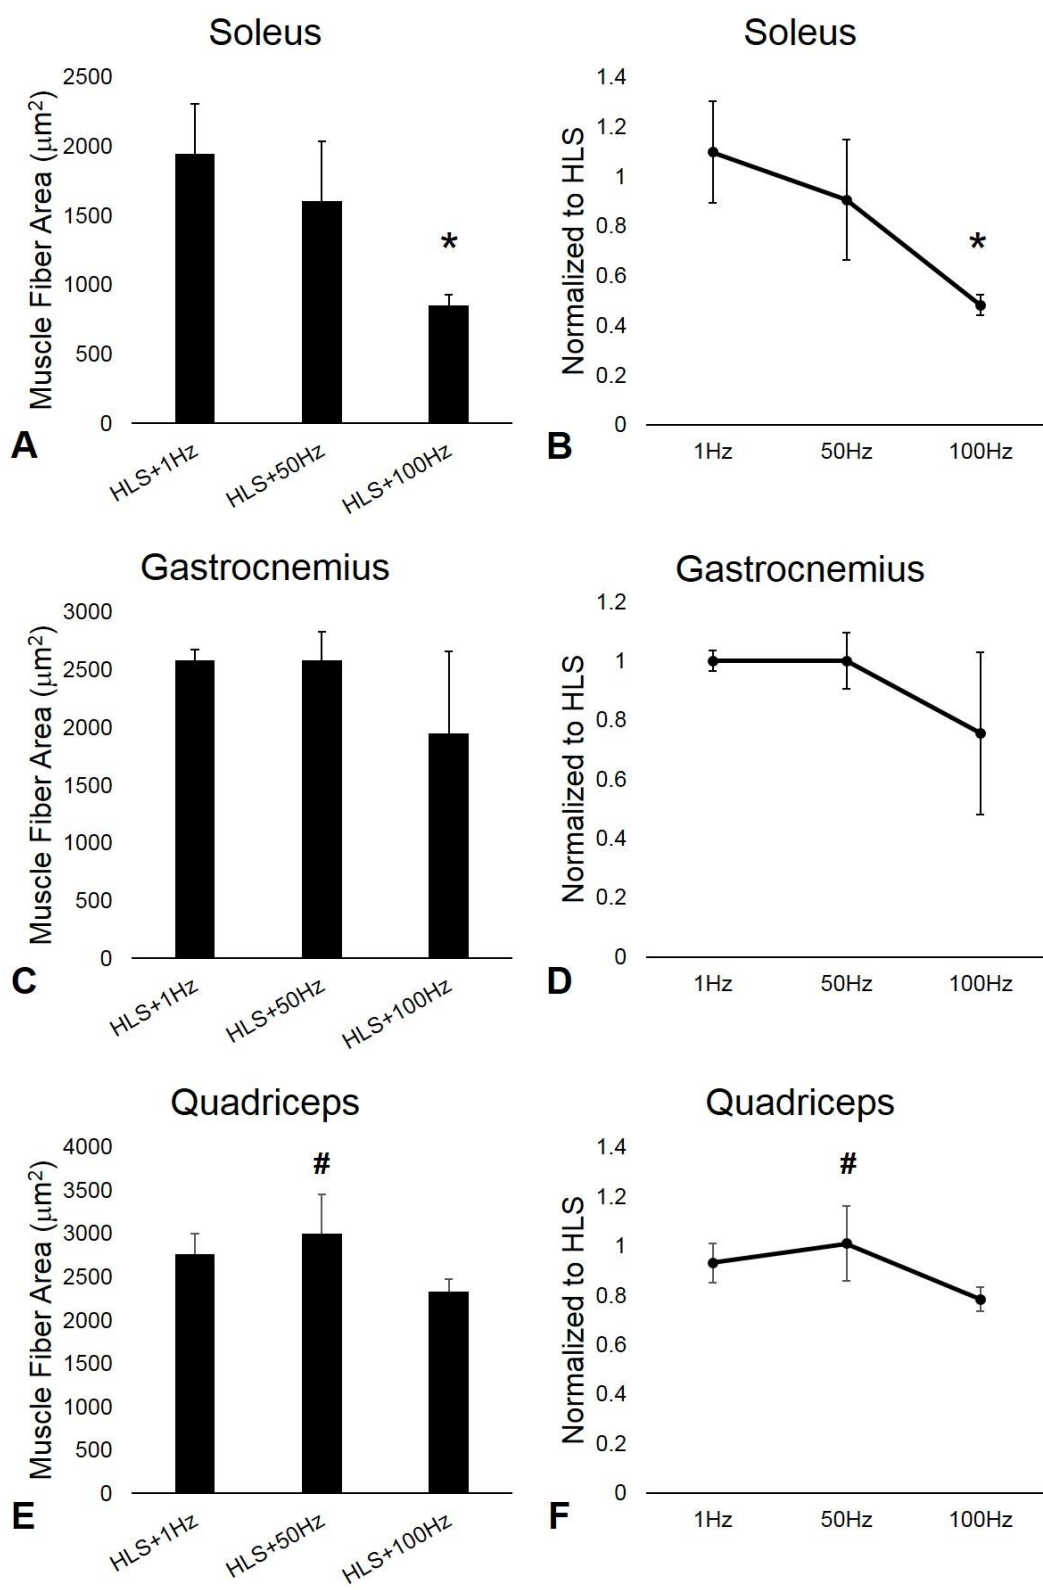 Soleus
Muscle Fiber Area (μm²)
2500
2000
1500
1000
500
0
*
HLS+1Hz
HLS+50Hz
HLS+100Hz
A
Soleus
Normalized to HLS
1.4
1.2
1
0.8
0.6
0.4
0.2
0
*
1Hz
50Hz
100Hz
B
Gastrocnemius
Muscle Fiber Area (μm²)
3000
2500
2000
1500
1000
500
0
HLS+1Hz
HLS+50Hz
HLS+100Hz
C
Gastrocnemius
Normalized to HLS
1.2
1
0.8
0.6
0.4
0.2
0
1Hz
50Hz
100Hz
D
Quadriceps
Muscle Fiber Area (μm²)
4000
3500
3000
2500
2000
1500
1000
500
0
#
HLS+1Hz
HLS+50Hz
HLS+100Hz
E
Quadriceps
Normalized to HLS
1.4
1.2
1
0.8
0.6
0.4
0.2
0
#
1Hz
50Hz
100Hz
F